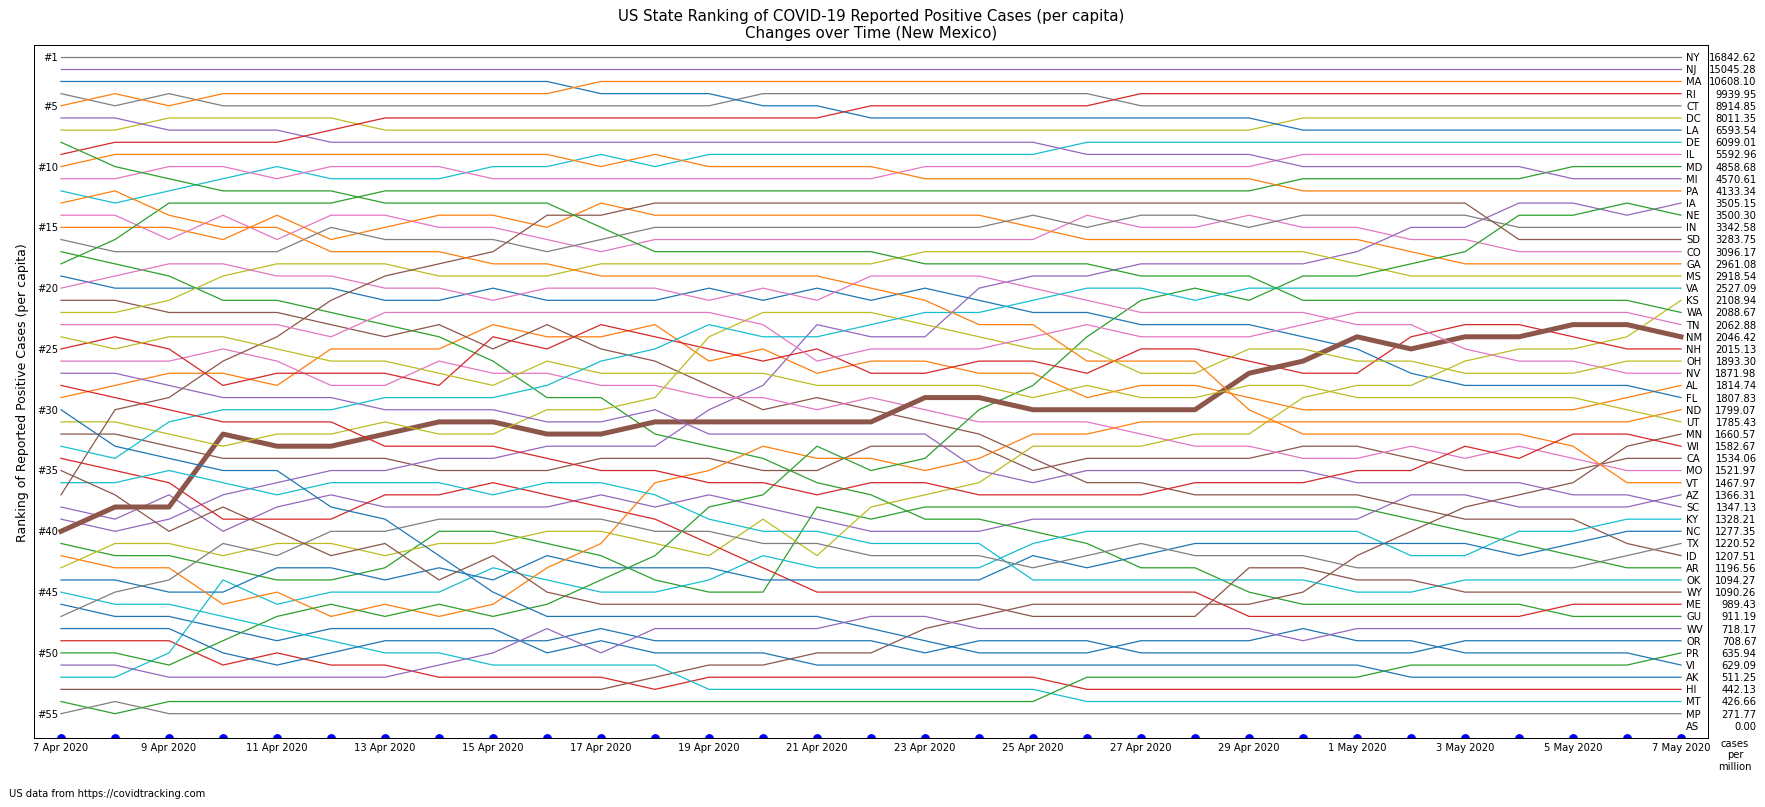 US State Ranking of COVID-19 Reported Positive Cases (per capita)
Changes over Time (New Mexico)
Ranking of Reported Positive Cases (per capita)
#1
#5
#10
#15
#20
#25
#30
#35
#40
#45
#50
#55
NY 16842.62
NJ 15045.28
MA 10608.10
RI 9939.95
CT 8914.85
DC 8011.35
LA 6593.54
DE 6099.01
IL 5592.96
MD 4858.68
MI 4570.61
PA 4133.34
IA 3505.15
NE 3500.30
IN 3342.58
SD 3283.75
CO 3096.17
GA 2961.08
MS 2918.54
VA 2527.09
KS 2108.94
WA 2088.67
TN 2062.88
NM 2046.42
NH 2015.13
OH 1893.30
NV 1871.98
AL 1814.74
FL 1807.83
ND 1799.07
UT 1785.43
MN 1660.57
WI 1582.67
CA 1534.06
MO 1521.97
VT 1467.97
AZ 1366.31
SC 1347.13
KY 1328.21
NC 1277.35
TX 1220.52
ID 1207.51
AR 1196.56
OK 1094.27
WY 1090.26
ME 989.43
GU 911.19
WV 718.17
OR 708.67
PR 635.94
VI 629.09
AK 511.25
HI 442.13
MT 426.66
MP 271.77
AS 0.00
7 Apr 2020 9 Apr 2020 11 Apr 2020 13 Apr 2020 15 Apr 2020 17 Apr 2020 19 Apr 2020 21 Apr 2020 23 Apr 2020 25 Apr 2020 27 Apr 2020 29 Apr 2020 1 May 2020 3 May 2020 5 May 2020 7 May 2020
cases
per
million
US data from https://covidtracking.com